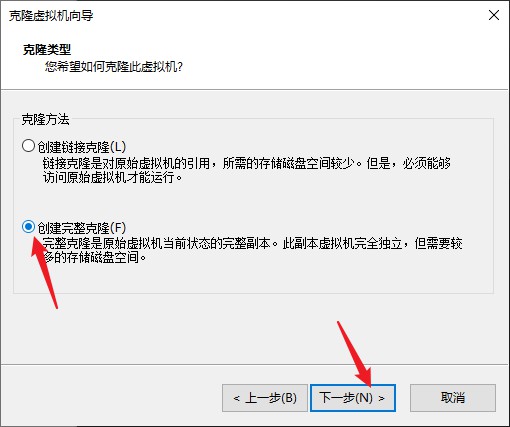 克隆虚拟机向导
克隆类型
您希望如何克隆此虚拟机?
克隆方法
创建链接克隆(L)
链接克隆是对原始虚拟机的引用，所需的存储磁盘空间较少。但是，必须能够
访问原始虚拟机才能运行。
创建完整克隆(F)
完整克隆是原始虚拟机当前状态的完整副本。此副本虚拟机完全独立，但需要较
多的存储磁盘空间。
< 上一步(B) 下一步(N) > 取消